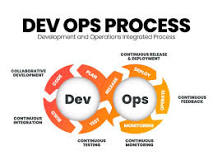 DEV OPS PROCESS
Development and Operations Integrated Process
CONTINUOUS RELEASE
& DEPLOYMENT
COLLABORATIVE
DEVELOPMENT
CODE
PLAN
RELEASE
DEPLOY
OPERATE
CONTINUOUS
FEEDBACK
Dev
Ops
CONTINUOUS
INTEGRATION
TEST
MONITORING
CONTINUOUS
TESTING
CONTINUOUS
MONITORING